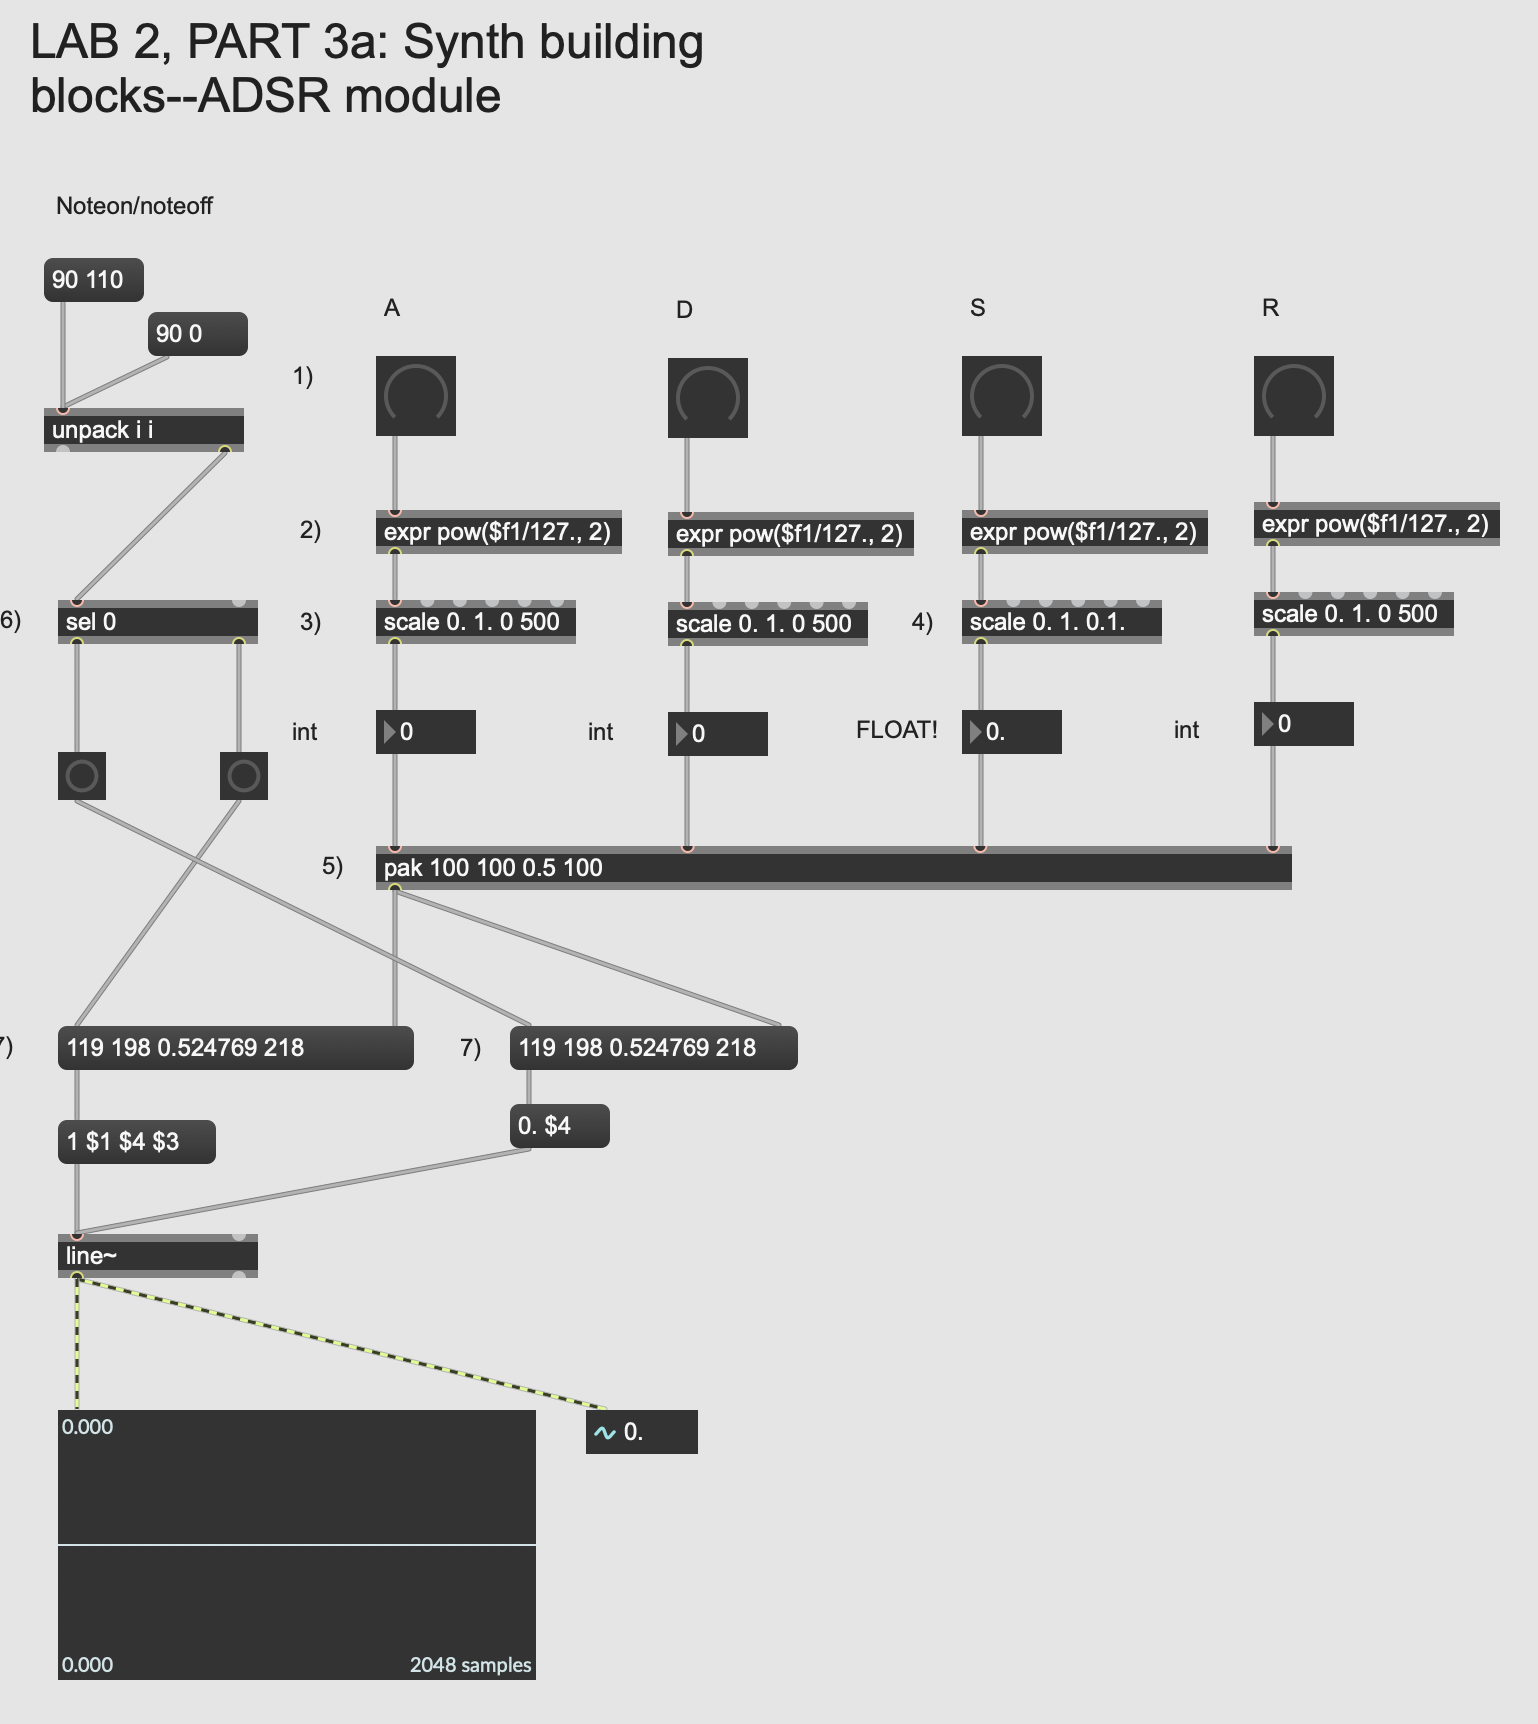 LAB 2, PART 3a: Synth building
blocks--ADSR module
Noteon/noteoff
90 110
90 0
unpack i i
A
D
S
R
1)
2)
expr pow($f1/127., 2)
expr pow($f1/127., 2)
expr pow($f1/127., 2)
expr pow($f1/127., 2)
6)
sel 0
3)
scale 0. 1. 0 500
scale 0. 1. 0 500
4)
scale 0. 1. 0.1.
scale 0. 1. 0 500
int
0
int
0
FLOAT!
0.
int
0
5)
pak 100 100 0.5 100
7)
119 198 0.524769 218
7)
119 198 0.524769 218
1 $1 $4 $3
0. $4
line~
0.000
0.
0.000
2048 samples